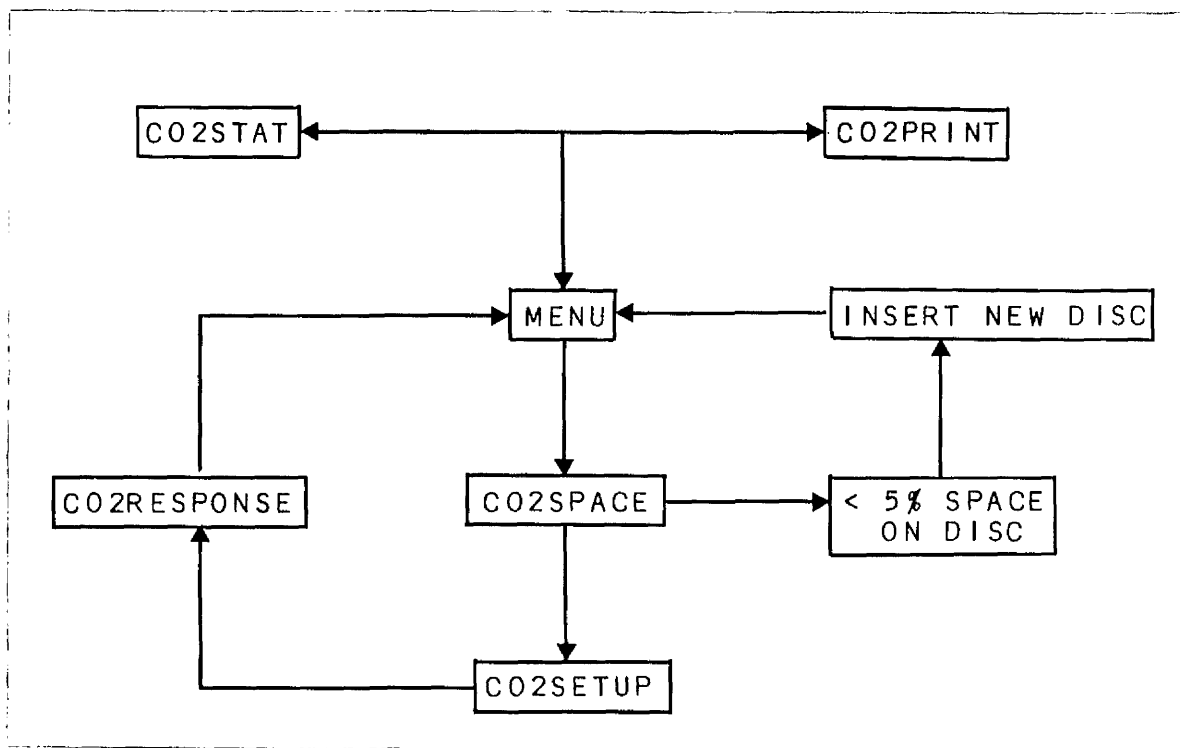 CO2STAT
CO2PRINT
MENU
INSERT NEW DISC
CO2RESPONSE
CO2SPACE
< 5% SPACE
ON DISC
CO2SETUP